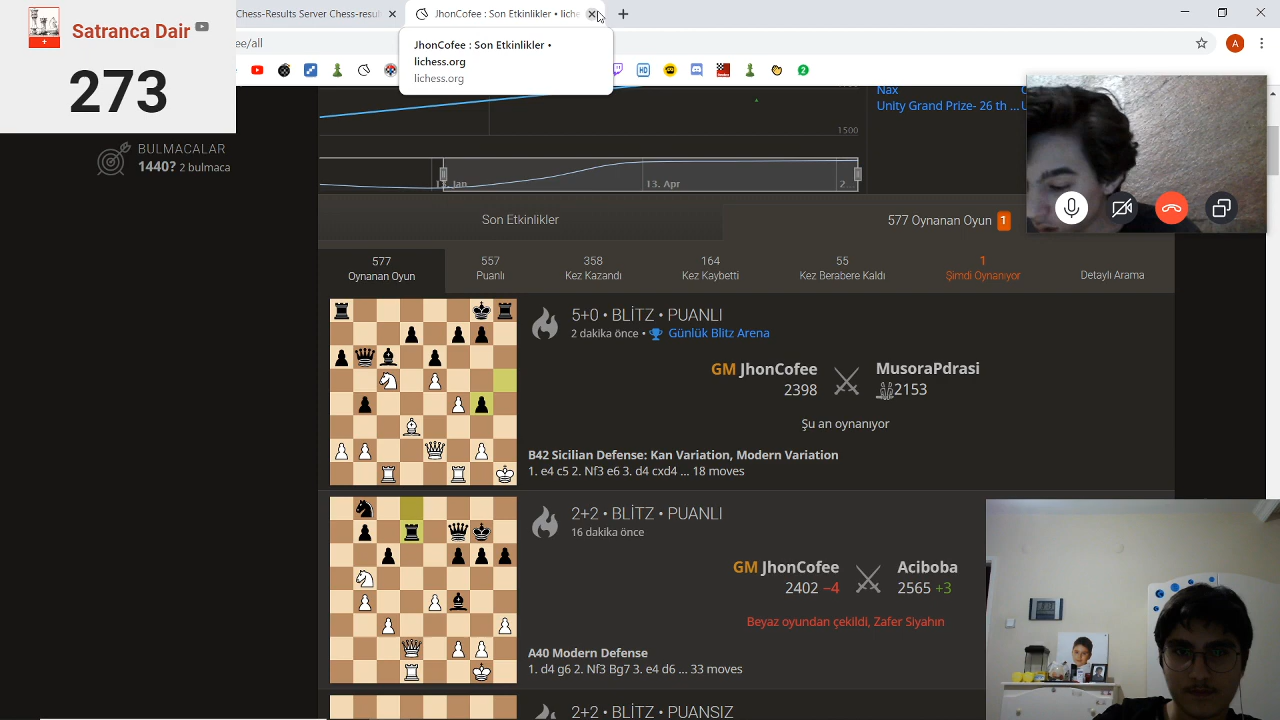 Satranca Dair
273
BULMACALAR
1440? 2 bulmaca
Chess-Results Server Chess-Results
JhonCofee : Son Etkinlikler • liche
ee/all
JhonCofee : Son Etkinlikler •
lichess.org
lichess.org
Nax
Unity Grand Prize- 26 th ...
1500
Jan
13. Apr
2...
Son Etkinlikler
577 Oynanan Oyun 1
577
Oynanan Oyun
557
Puanlı
358
Kez Kazandı
164
Kez Kaybetti
55
Kez Berabere Kaldı
1
Şimdi Oynanıyor
Detaylı Arama
5+0 • BLİTZ • PUANLI
2 dakika önce • Günlük Blitz Arena
GM JhonCofee
2398
MusoraPdrasi
2153
Şu an oynanıyor
B42 Sicilian Defense: Kan Variation, Modern Variation
1. e4 c5 2. Nf3 e6 3. d4 cxd4 ... 18 moves
2+2 • BLİTZ • PUANLI
16 dakika önce
GM JhonCofee
2402 −4
Aciboba
2565 +3
Beyaz oyundan çekildi, Zafer Siyahın
A40 Modern Defense
1. d4 g6 2. Nf3 Bg7 3. e4 d6 ... 33 moves
2+2 • BLİTZ • PUANSIZ